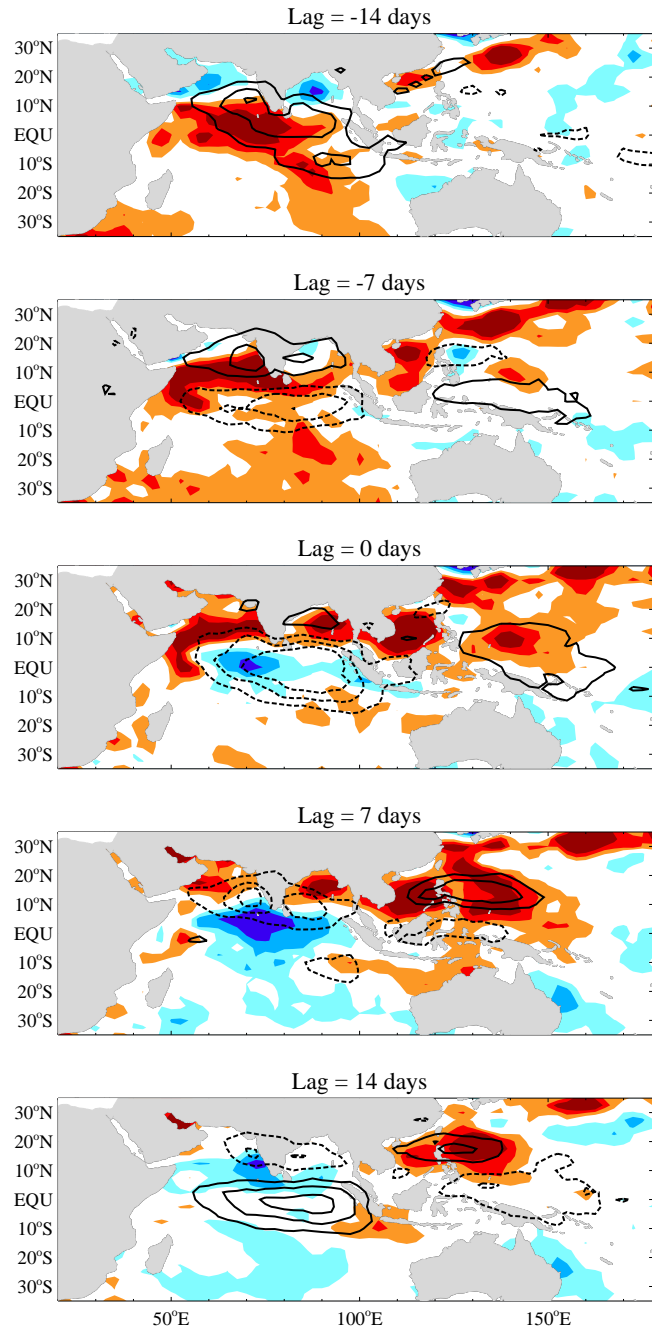 Lag = -14 days
30°N
20°N
10°N
EQU
10°S
20°S
30°S
Lag = -7 days
30°N
20°N
10°N
EQU
10°S
20°S
30°S
Lag = 0 days
30°N
20°N
10°N
EQU
10°S
20°S
30°S
Lag = 7 days
30°N
20°N
10°N
EQU
10°S
20°S
30°S
Lag = 14 days
30°N
20°N
10°N
EQU
10°S
20°S
30°S
50°E 100°E 150°E